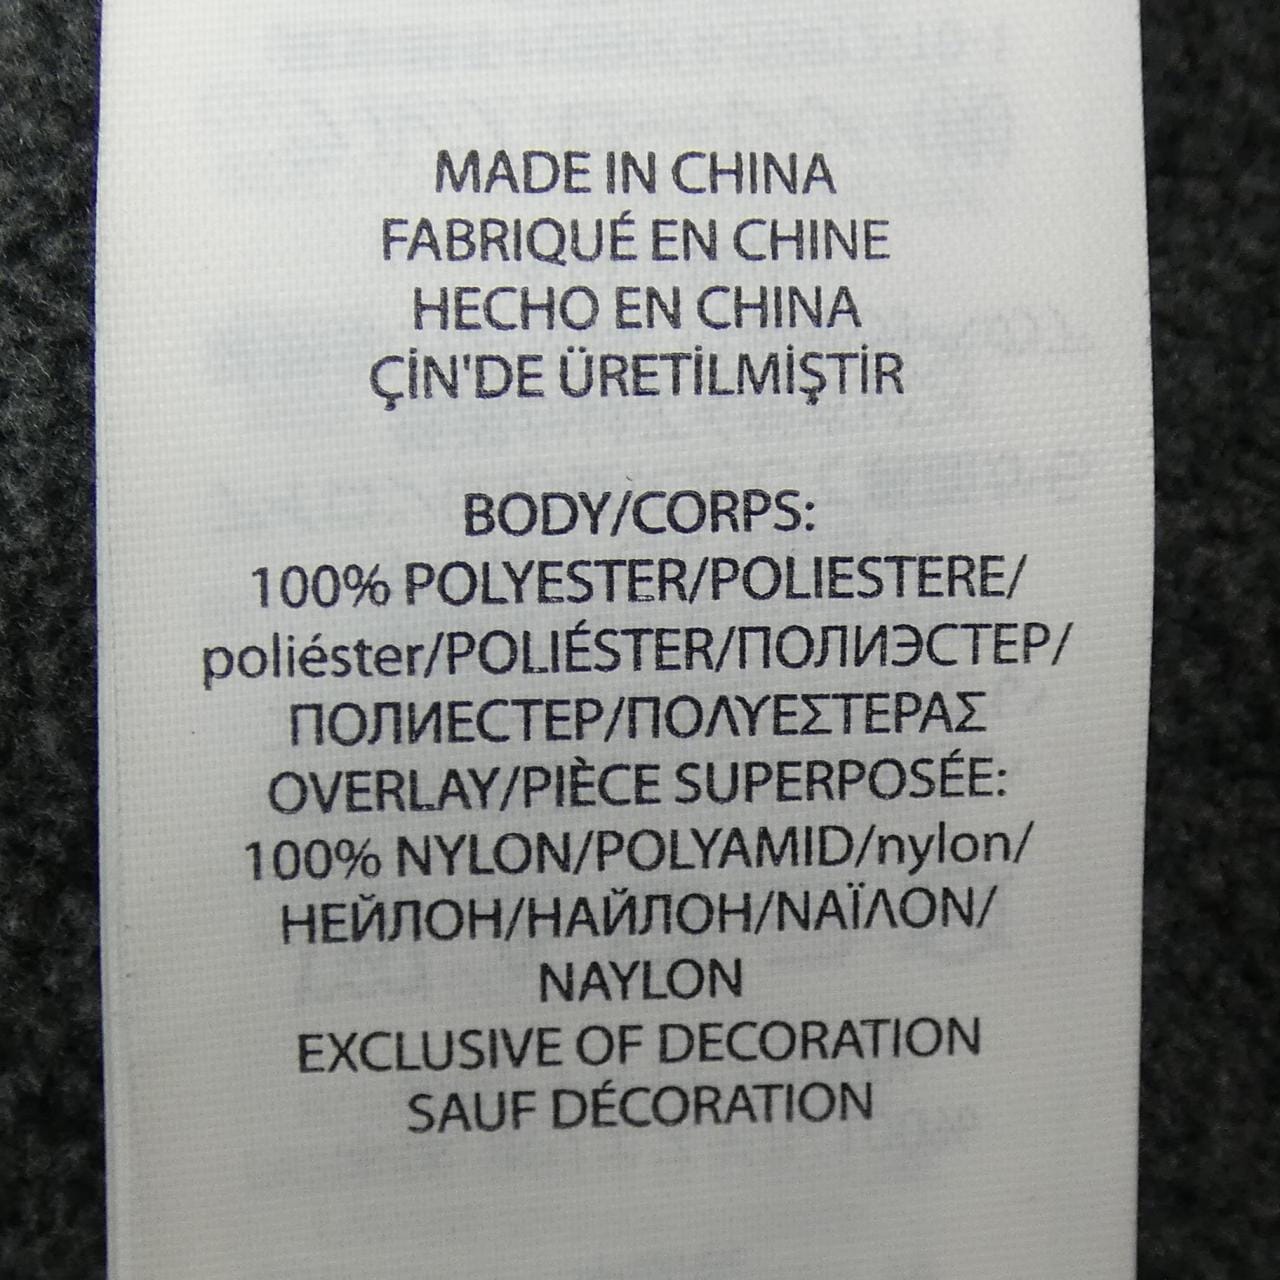 MADE IN CHINA
FABRIQUÉ EN CHINE
HECHO EN CHINA
ÇİN'DE ÜRETİLMİŞTİR
BODY/CORPS:
100% POLYESTER/POLIESTERE/
poliéster/POLIÉSTER/ПОЛИЭСТЕР/
ПОЛИЕСТЕР/ΠΟΛΥΕΣΤΕΡΑΣ
OVERLAY/PIÈCE SUPERPOSÉE:
100% NYLON/POLYAMID/nylon/
НЕЙЛОН/НАЙЛОН/ΝΑΪΛΟΝ/
NAYLON
EXCLUSIVE OF DECORATION
SAUF DÉCORATION